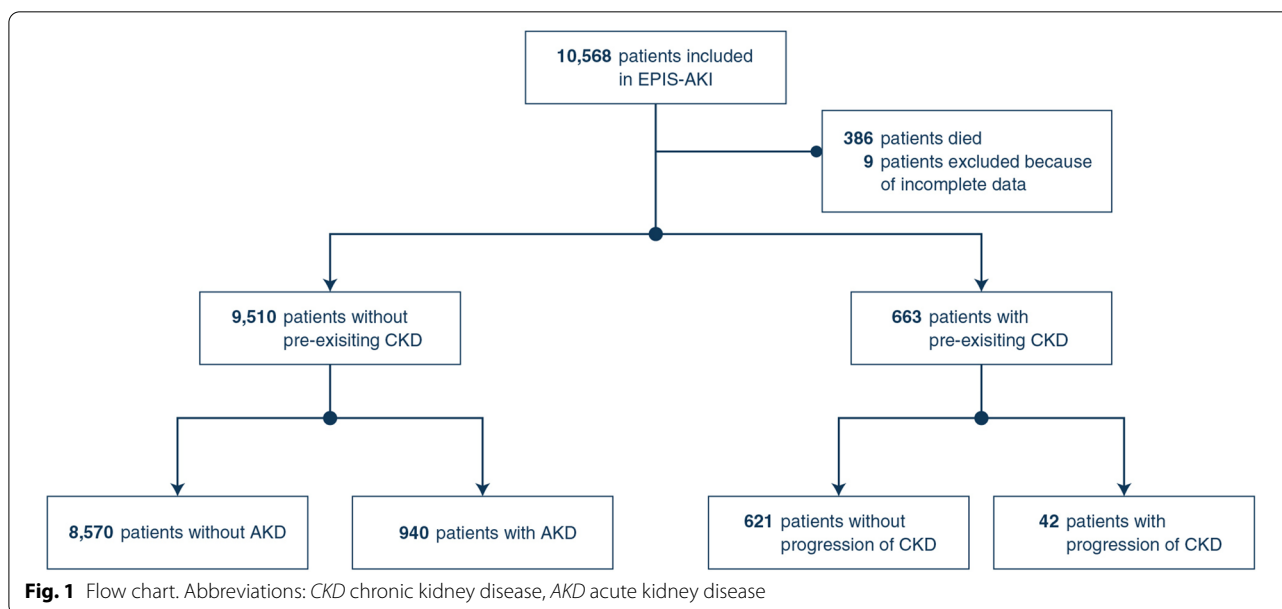 10,568 patients included
in EPIS-AKI
386 patients died
9 patients excluded because
of incomplete data
9,510 patients without
pre-exisiting CKD
663 patients with
pre-exisiting CKD
8,570 patients without AKD
940 patients with AKD
621 patients without
progression of CKD
42 patients with
progression of CKD
Fig. 1 Flow chart. Abbreviations: CKD chronic kidney disease, AKD acute kidney disease